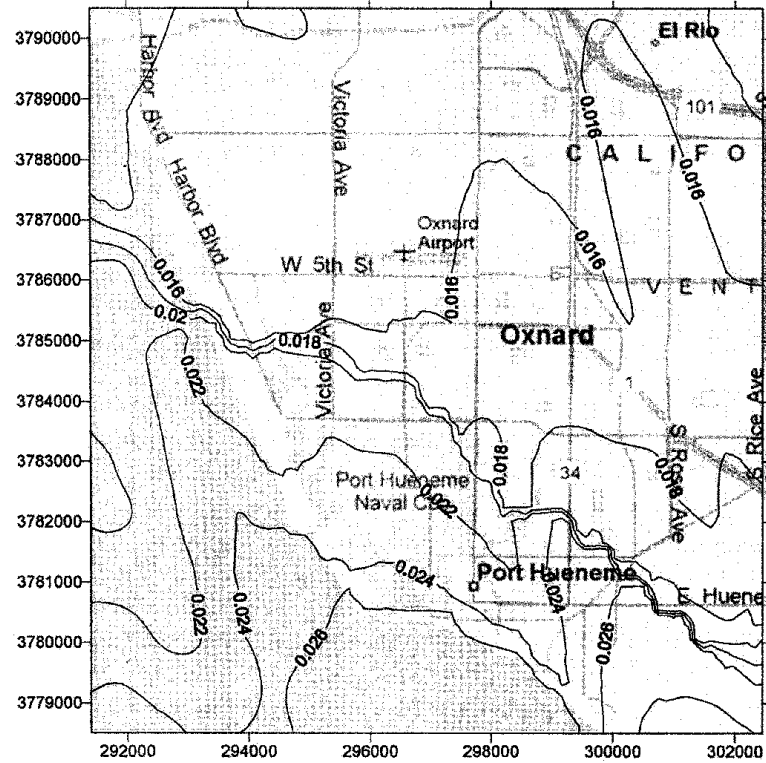 3790000
3789000
3788000
3787000
3786000
3785000
3784000
3783000
3782000
3781000
3780000
3779000
292000
294000
296000
298000
300000
302000
El Rio
101
Harbor Blvd
Harbor Blvd
Victoria Ave
0.016
0.016
C A L I F O
Oxnard
Airport
W 5th St
0.016
0.016
0.016
V E N T
0.02
0.018
Victoria Ave
Oxnard
0.022
1
S Rose Ave
S Rice Ave
0.018
34
0.018
Port Hueneme
Naval
0.022
0.024
Port Hueneme
0.024
E Huene
0.022
0.024
0.026
0.026